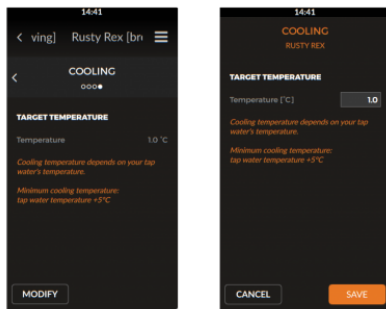 14:41
ving] Rusty Rex [bre
COOLING
TARGET TEMPERATURE
Temperature 1.0 °C
Cooling temperature depends on your tap
water's temperature.
Minimum cooling temperature:
tap water temperature +5°C
MODIFY
14:41
COOLING
RUSTY REX
TARGET TEMPERATURE
Temperature [°C] 1.0
Cooling temperature depends on your tap
water's temperature.
Minimum cooling temperature:
tap water temperature +5°C
CANCEL SAVE